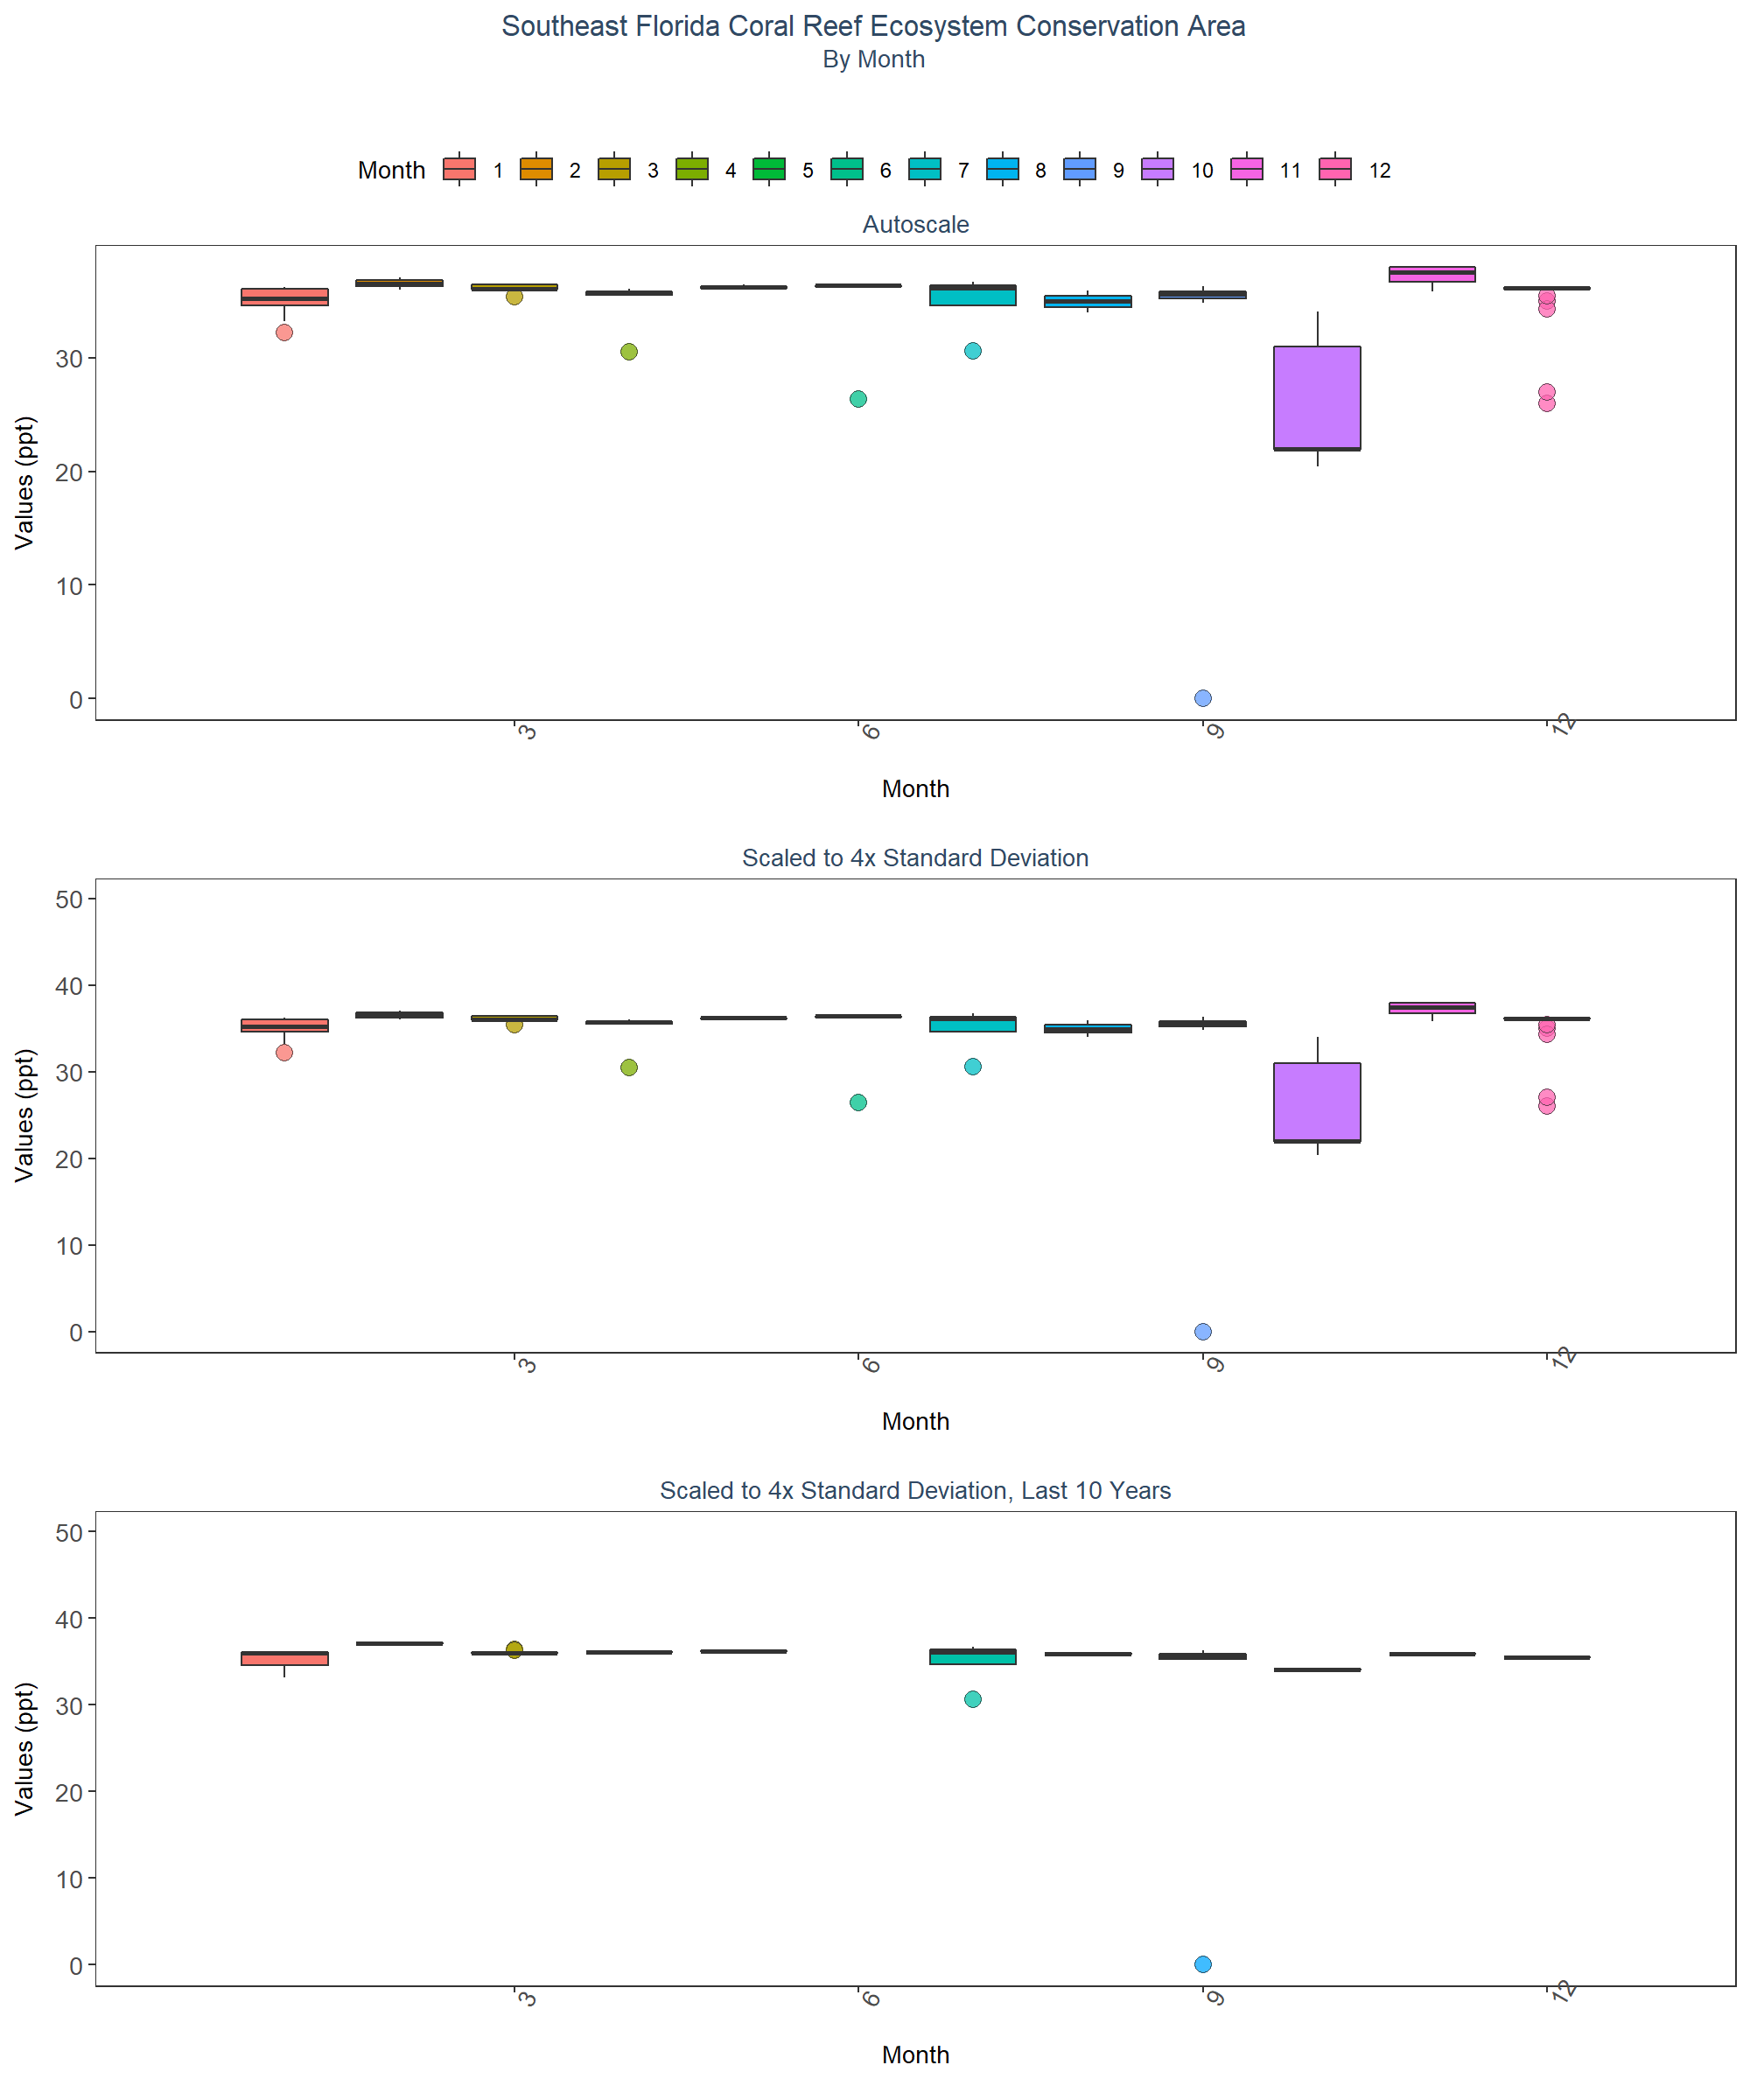 Southeast Florida Coral Reef Ecosystem Conservation Area
By Month
Month 1 2 3 4 5 6 7 8 9 10 11 12
Autoscale
Values (ppt)
30
20
10
0
3 6 9 12
Month
Scaled to 4x Standard Deviation
Values (ppt)
50
40
30
20
10
0
3 6 9 12
Month
Scaled to 4x Standard Deviation, Last 10 Years
Values (ppt)
50
40
30
20
10
0
3 6 9 12
Month